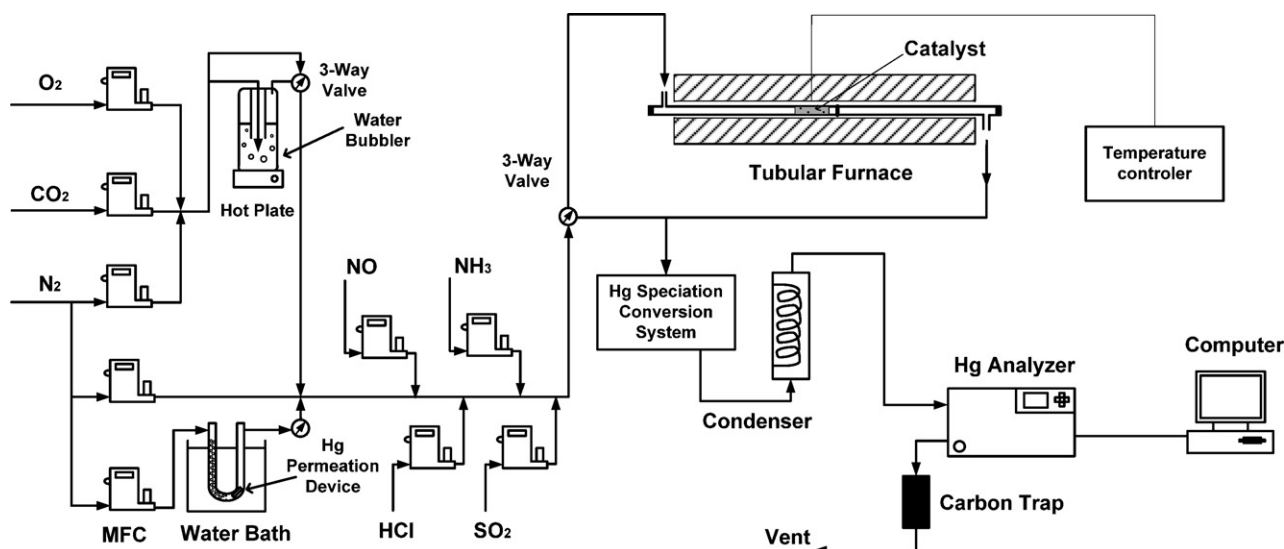 O2
CO2
N2
3-Way
Valve
Water
Bubbler
Hot Plate
NO
NH3
Hg
Permeation
Device
MFC
Water Bath
HCl
SO2
3-Way
Valve
Catalyst
Tubular Furnace
Temperature
controler
Hg Speciation
Conversion
System
Condenser
Hg Analyzer
Computer
Carbon Trap
Vent